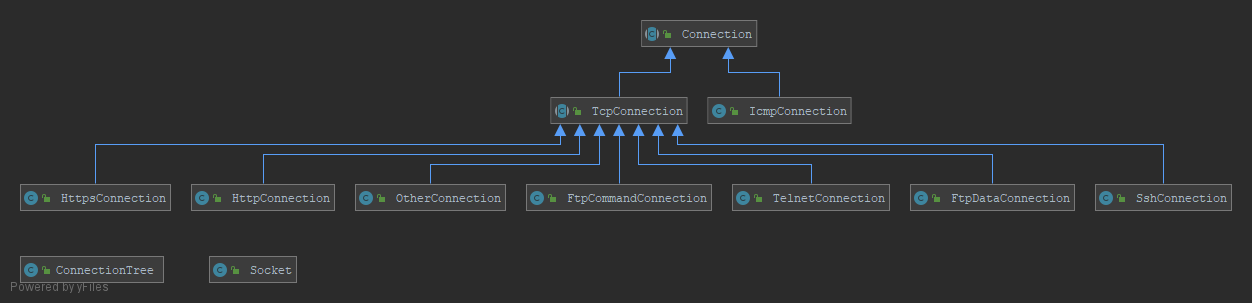 Connection
TcpConnection IcmpConnection
HttpsConnection HttpConnection OtherConnection FtpCommandConnection TelnetConnection FtpDataConnection SshConnection
ConnectionTree Socket
Powered by yFiles